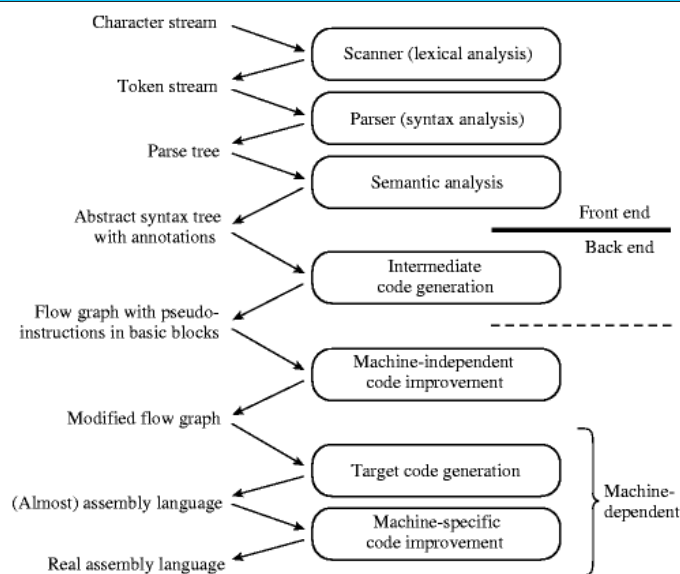 Character stream
Scanner (lexical analysis)
Token stream
Parser (syntax analysis)
Parse tree
Semantic analysis
Abstract syntax tree
with annotations
Front end
Back end
Intermediate
code generation
Flow graph with pseudo-
instructions in basic blocks
Machine-independent
code improvement
Modified flow graph
Target code generation
(Almost) assembly language
Machine-
dependent
Machine-specific
code improvement
Real assembly language